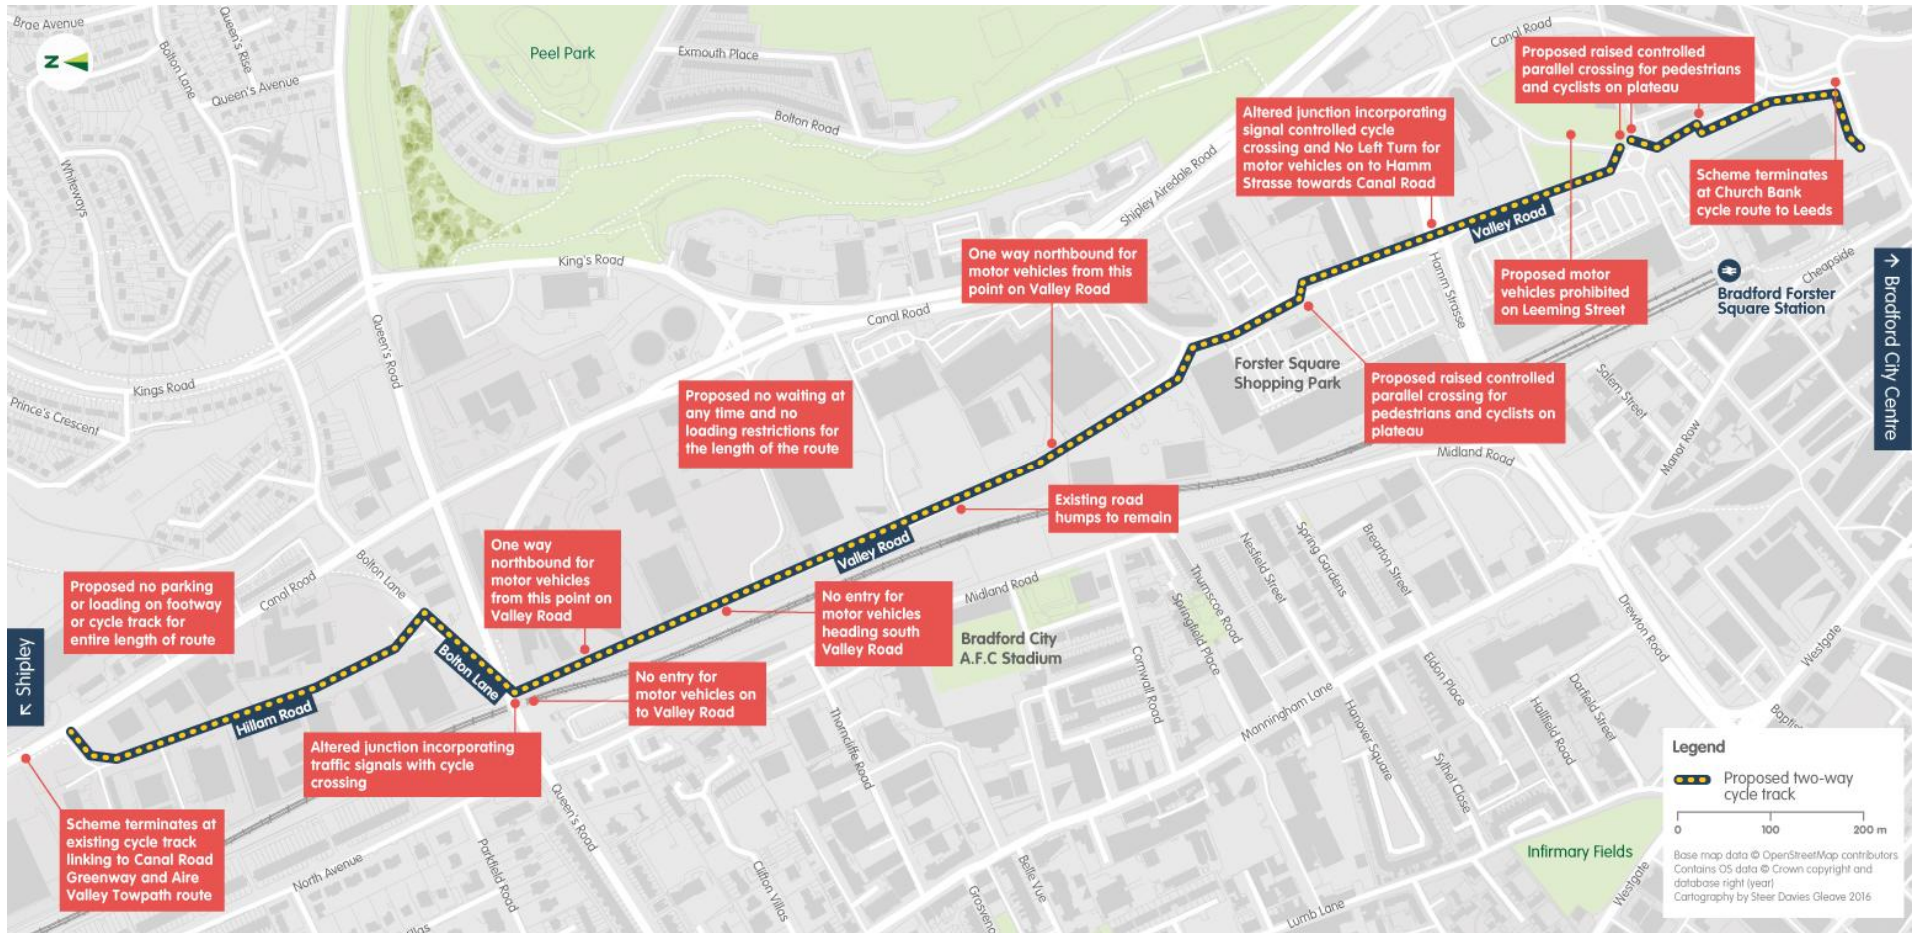 Brae Avenue
Bolton Lane
Queen's Rise
Queen's Avenue
N
Whiteways
Peel Park
Exmouth Place
Bolton Road
Canal Road
Proposed raised controlled
parallel crossing for pedestrians
and cyclists on plateau
Altered junction incorporating
signal controlled cycle
crossing and No Left Turn for
motor vehicles on to Hamm
Strasse towards Canal Road
Shipley Airedale Road
Scheme terminates
at Church Bank
cycle route to Leeds
Valley Road
One way northbound for
motor vehicles from this
point on Valley Road
King's Road
Canal Road
Hamm Strasse
Proposed motor
vehicles prohibited
on Leeming Street
Cheapside
Bradford Forster
Square Station
→ Bradford City Centre
Queen's Road
Kings Road
Prince's Crescent
Forster Square
Shopping Park
Proposed raised controlled
parallel crossing for
pedestrians and cyclists on
plateau
Salem Street
Manor Row
Midland Road
Proposed no waiting at
any time and no
loading restrictions for
the length of the route
Existing road
humps to remain
Valley Road
One way
northbound for
motor vehicles
from this point on
Valley Road
No entry for
motor vehicles
heading south
Valley Road
Midland Road
Bradford City
A.F.C Stadium
Nesfield Street
Spring Gardens
Brearton Street
Thurnscoe Road
Springfield Place
Drewton Road
Westgate
Proposed no parking
or loading on footway
or cycle track for
entire length of route
Canal Road
Bolton Lane
Bolton Lane
Hillam Road
↖ Shipley
No entry for
motor vehicles on
to Valley Road
Altered junction incorporating
traffic signals with cycle
crossing
Cornwall Road
Manningham Lane
Hanover Square
Eldon Place
Hallfield Road
Darfield Street
Sylhet Close
Thorncliffe Road
Scheme terminates at
existing cycle track
linking to Canal Road
Greenway and Aire
Valley Towpath route
North Avenue
Parkfield Road
Queen's Road
Clifton Villas
Belle Vue
Lumb Lane
Infirmary Fields
Westgate
Legend
Proposed two-way
cycle track
0 100 200 m
Base map data © OpenStreetMap contributors
Contains OS data © Crown copyright and
database right (year)
Cartography by Steer Davies Gleave 2016